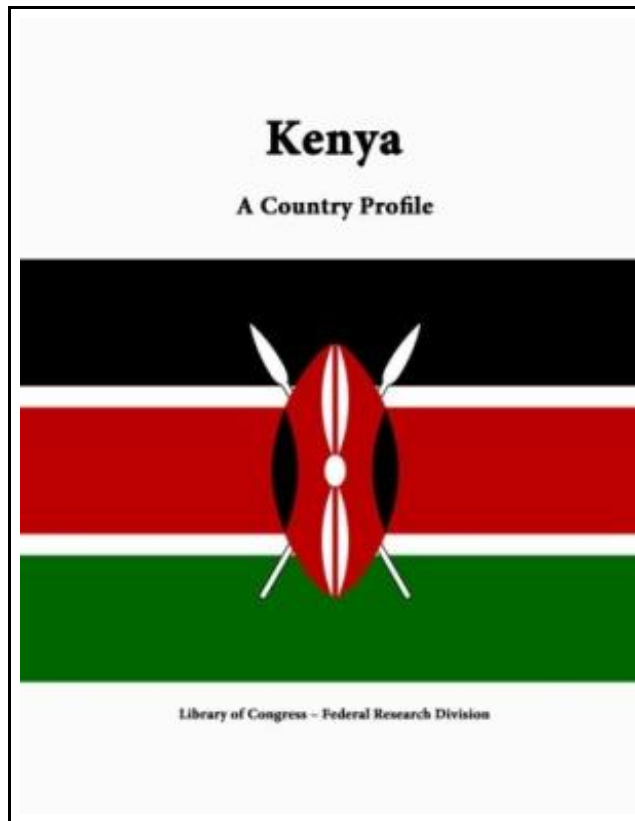 Kenya
A Country Profile
Library of Congress – Federal Research Division